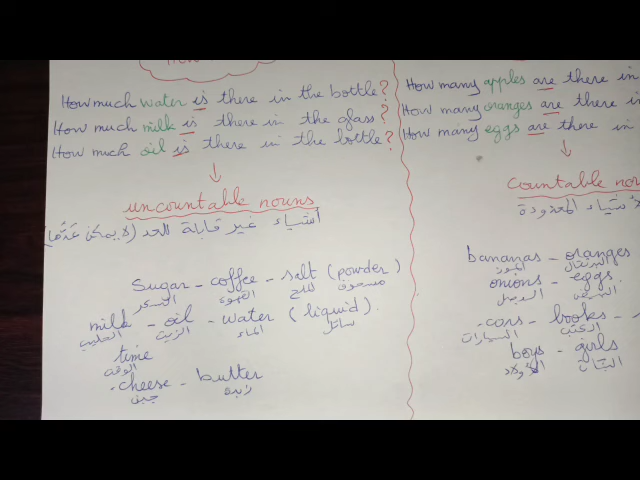 How much water is there in the bottle?
How much milk is there in the glass?
How much oil is there in the bottle?
↓
uncountable nouns
أشياء غير قابلة للعد (لا يمكن عَدُّها)
Sugar - coffee - salt (powder)
السكر القهوة الملح مسحوق
milk - oil - water (liquid).
الحليب الزيت الماء سائل
time
الوقت
- cheese - butter
جبن زبدة
How many apples are there in
How many oranges are there in
How many eggs are there in
↓
countable
الأشياء المعدودة
bananas - oranges
الموز البرتقال
onions - eggs
البصل البيض
- cars - books -
السيارات الكتب
boys - girls
الأولاد البنات